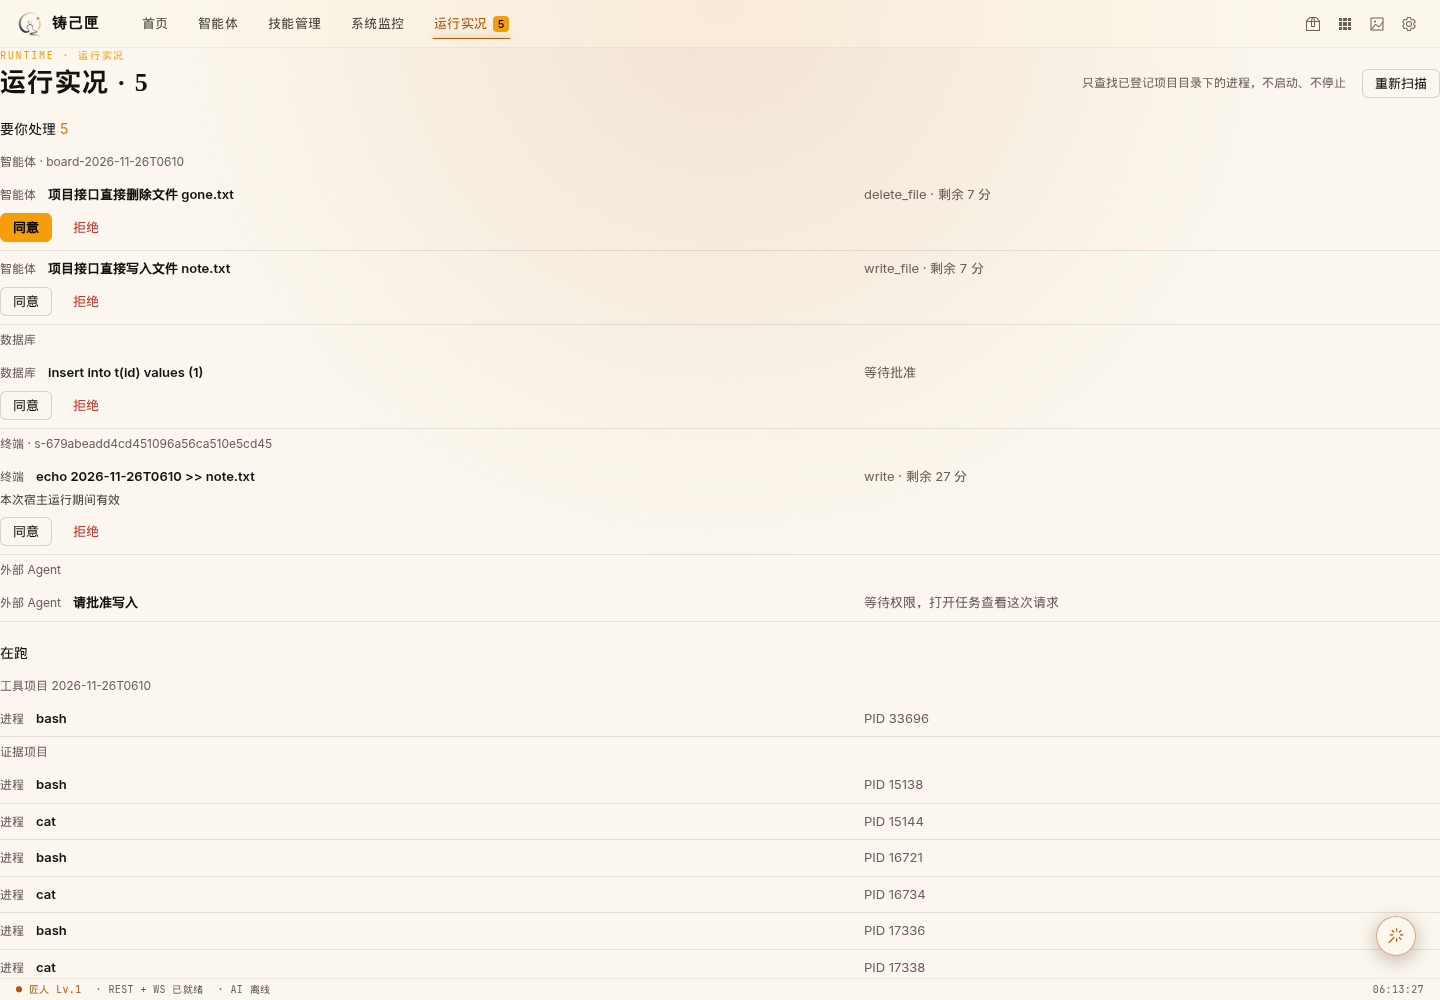 铸己匣 首页 智能体 技能管理 系统监控 运行实况 5
RUNTIME · 运行实况
运行实况 · 5
只查找已登记项目目录下的进程，不启动、不停止 重新扫描
要你处理 5
智能体 · board-2026-11-26T0610
智能体 项目接口直接删除文件 gone.txt delete_file · 剩余 7 分
同意 拒绝
智能体 项目接口直接写入文件 note.txt write_file · 剩余 7 分
同意 拒绝
数据库
数据库 insert into t(id) values (1) 等待批准
同意 拒绝
终端 · s-679abeadd4cd451096a56ca510e5cd45
终端 echo 2026-11-26T0610 >> note.txt write · 剩余 27 分
本次宿主运行期间有效
同意 拒绝
外部 Agent
外部 Agent 请批准写入 等待权限，打开任务查看这次请求
在跑
工具项目 2026-11-26T0610
进程 bash PID 33696
证据项目
进程 bash PID 15138
进程 cat PID 15144
进程 bash PID 16721
进程 cat PID 16734
进程 bash PID 17336
进程 cat PID 17338
匠人 Lv.1 · REST + WS 已就绪 · AI 离线 06:13:27